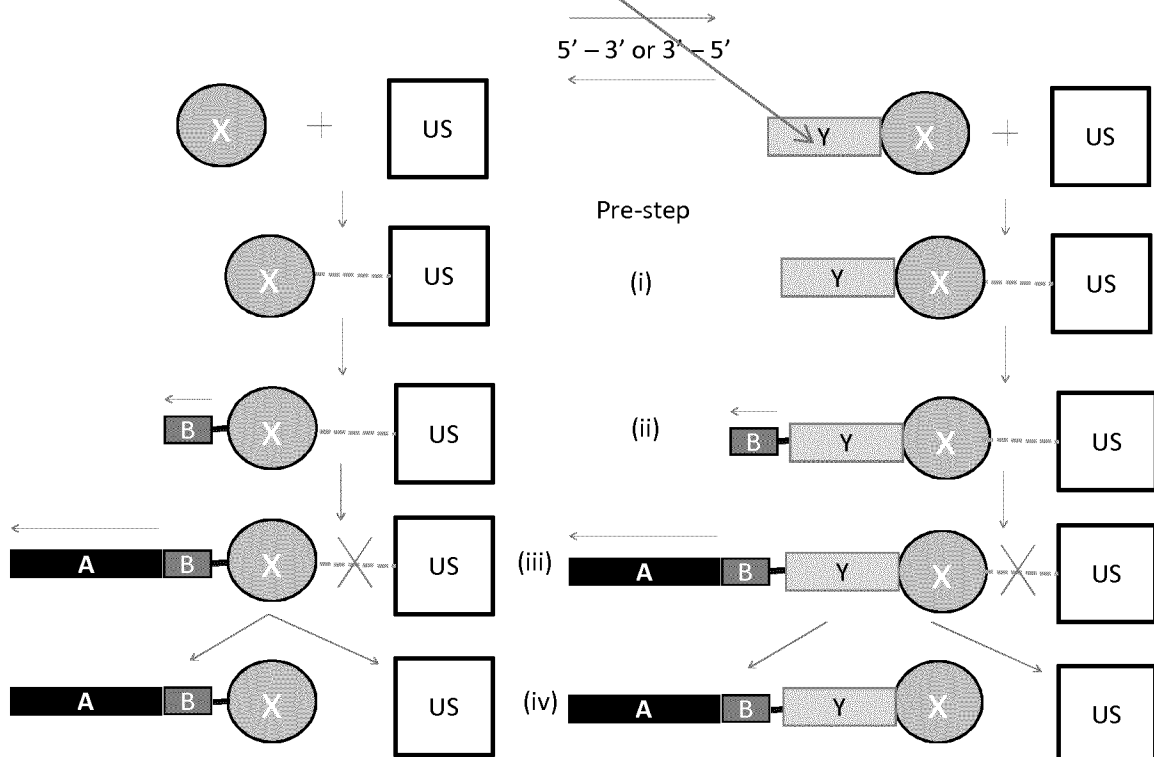 5’ – 3’ or 3’ – 5’
X + US Y X + US
Pre-step
X US (i) Y X US
B X US (ii) B Y X US
A B X US (iii) A B Y X US
A B X US (iv) A B Y X US